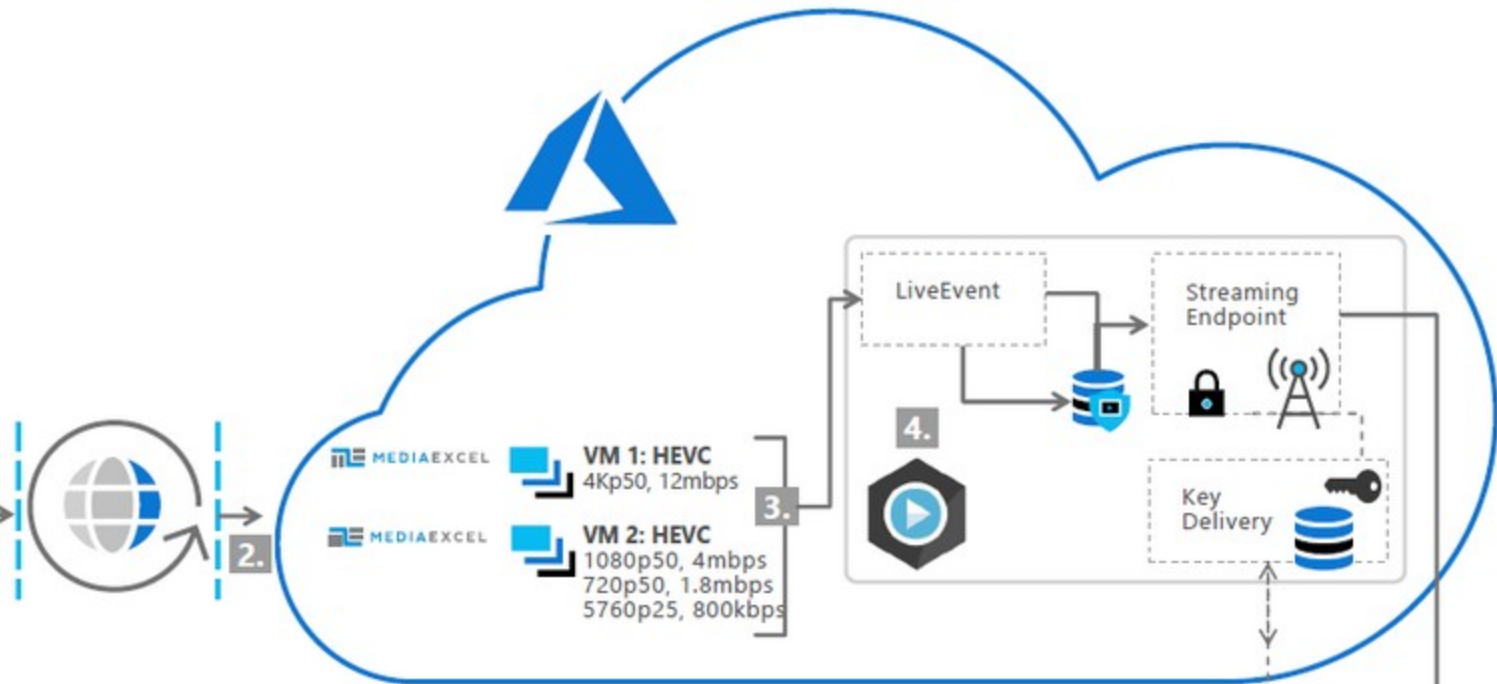 LiveEvent
Streaming
Endpoint
4.
MEDIAEXCEL
VM 1: HEVC
4Kp50, 12mbps
3.
Key
Delivery
2.
MEDIAEXCEL
VM 2: HEVC
1080p50, 4mbps
720p50, 1.8mbps
5760p25, 800kbps